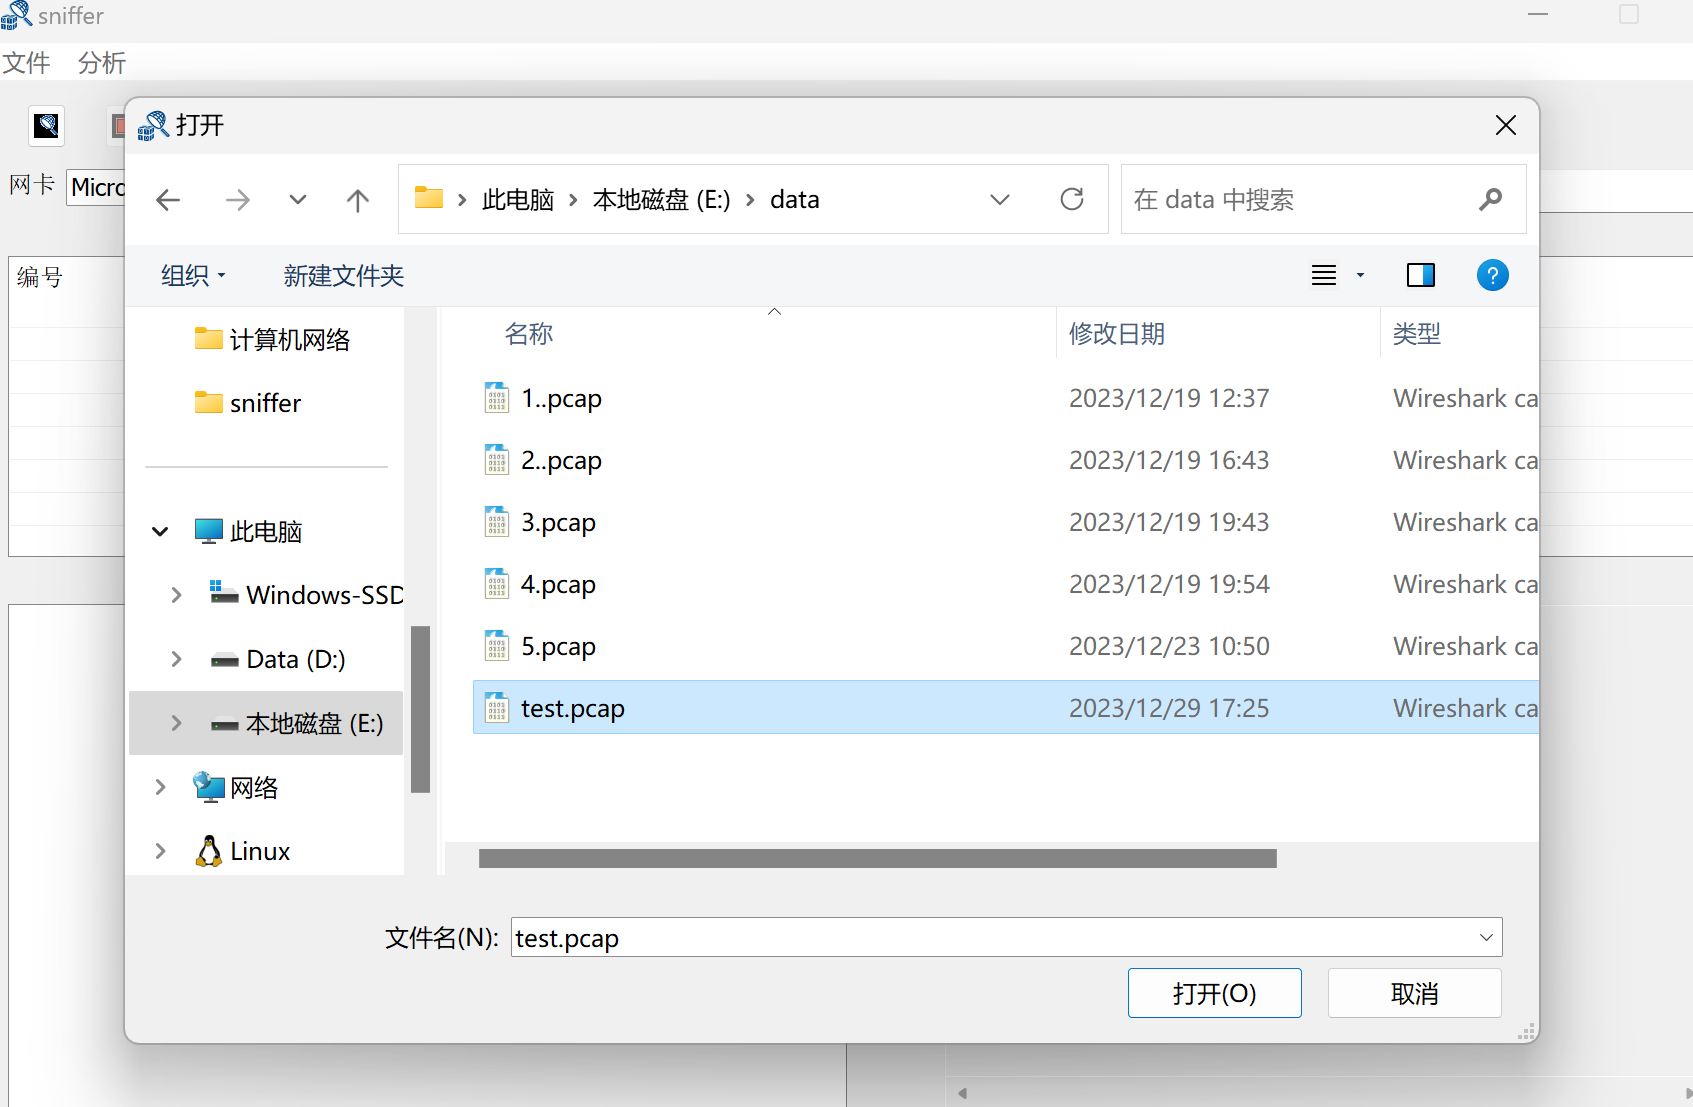 sniffer
文件 分析
打开
网卡 Micro
此电脑 本地磁盘 (E:) data
在 data 中搜索
组织 新建文件夹
编号
计算机网络
sniffer
此电脑
Windows-SSD
Data (D:)
本地磁盘 (E:)
网络
Linux
名称 修改日期 类型
1..pcap 2023/12/19 12:37 Wireshark ca
2..pcap 2023/12/19 16:43 Wireshark ca
3.pcap 2023/12/19 19:43 Wireshark ca
4.pcap 2023/12/19 19:54 Wireshark ca
5.pcap 2023/12/23 10:50 Wireshark ca
test.pcap 2023/12/29 17:25 Wireshark ca
文件名(N): test.pcap
打开(O) 取消